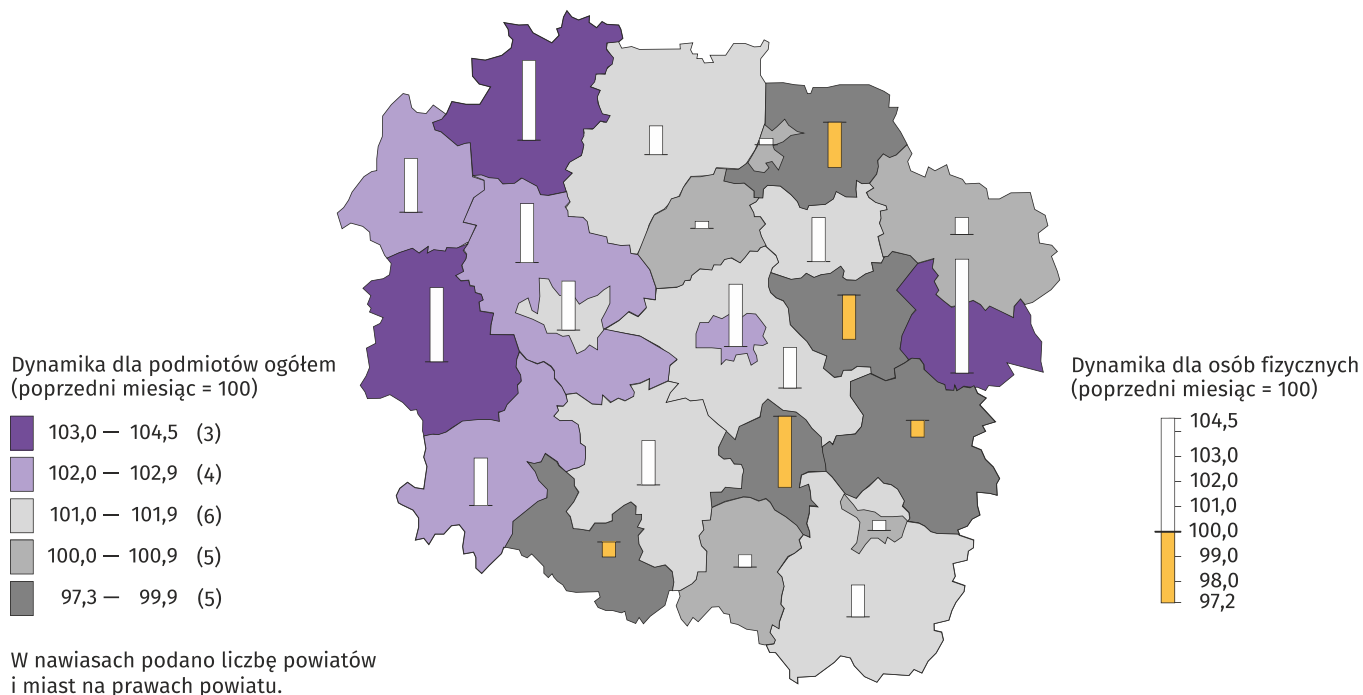 Dynamika dla podmiotów ogółem
(poprzedni miesiąc = 100)
103,0 — 104,5 (3)
102,0 — 102,9 (4)
101,0 — 101,9 (6)
100,0 — 100,9 (5)
97,3 — 99,9 (5)
W nawiasach podano liczbę powiatów
i miast na prawach powiatu.
Dynamika dla osób fizycznych
(poprzedni miesiąc = 100)
104,5
103,0
102,0
101,0
100,0
99,0
98,0
97,2